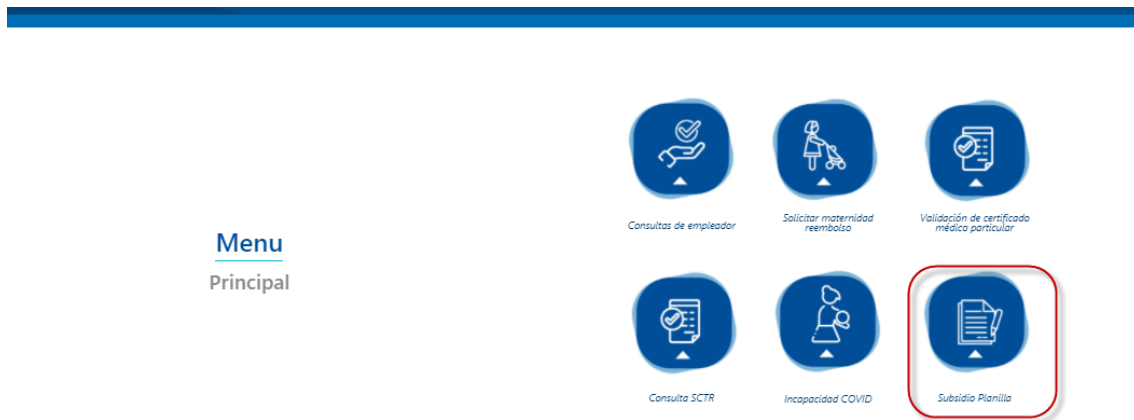 Menu
Principal
Consultas de empleador
Solicitar maternidad
reembolso
Validación de certificado
médico particular
Consulta SCTR
Incapacidad COVID
Subsidio Planilla